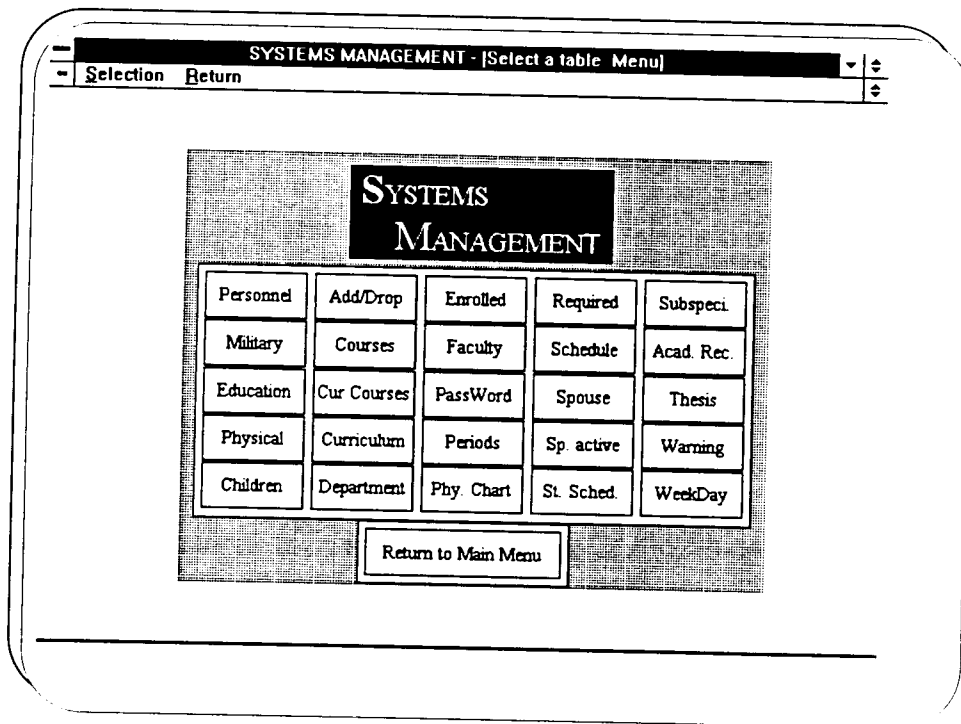 SYSTEMS MANAGEMENT - [Select a table Menu]
Selection Return
SYSTEMS
MANAGEMENT
Personnel Add/Drop Enrolled Required Subspeci.
Military Courses Faculty Schedule Acad. Rec.
Education Cur Courses PassWord Spouse Thesis
Physical Curriculum Periods Sp. active Warning
Children Department Phy. Chart St. Sched. WeekDay
Return to Main Menu